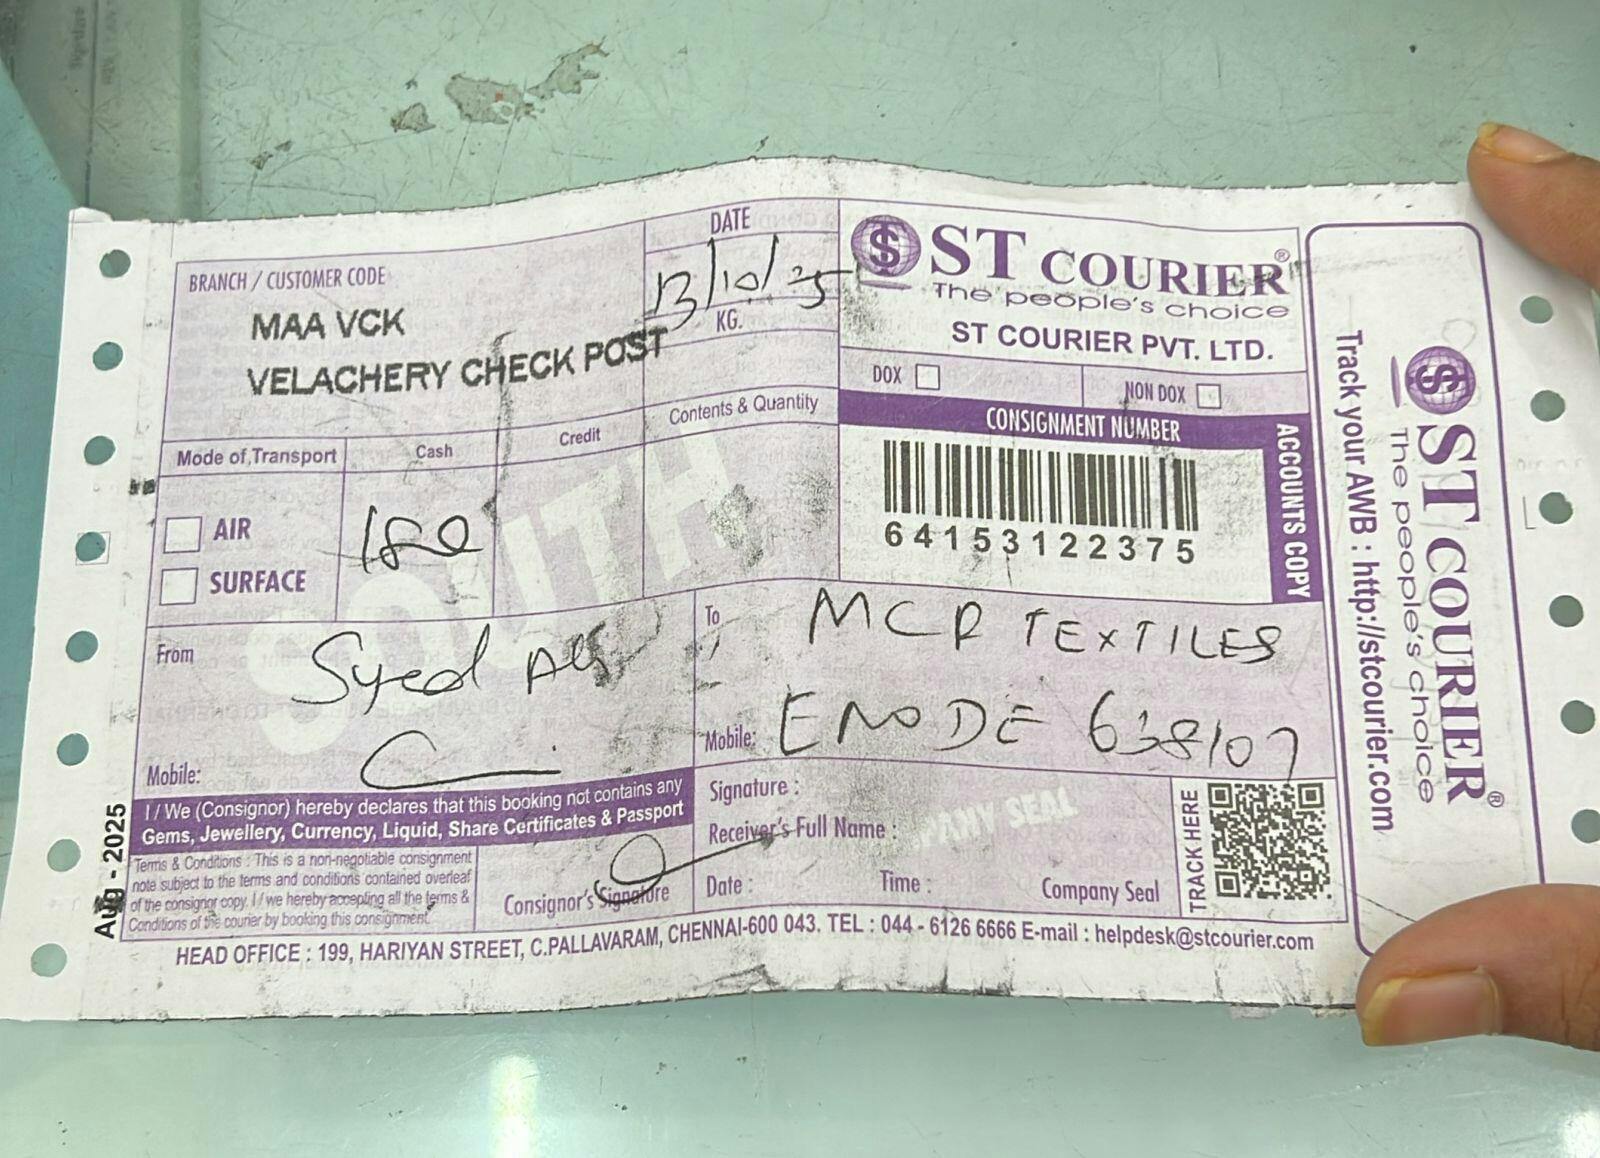 BRANCH / CUSTOMER CODE
MAA VCK
VELACHERY CHECK POST
DATE
13/10/25
KG.
Mode of Transport
Cash
Credit
Contents & Quantity
AIR
SURFACE
180
SOUTH
$ ST COURIER®
The people's choice
ST COURIER PVT. LTD.
DOX
NON DOX
CONSIGNMENT NUMBER
64153122375
ACCOUNTS COPY
From
Syed
Mobile:
To
MCR TEXTILES
Mobile:
ERODE 638107
I / We (Consignor) hereby declares that this booking not contains any
Gems, Jewellery, Currency, Liquid, Share Certificates & Passport
Terms & Conditions : This is a non-negotiable consignment
note subject to the terms and conditions contained overleaf
of the consignor copy. I / we hereby accepting all the terms &
Conditions of the courier by booking this consignment.
Consignor's Signature
Signature :
Receiver's Full Name :
Date :
Time :
Company Seal
TRACK HERE
HEAD OFFICE : 199, HARIYAN STREET, C.PALLAVARAM, CHENNAI-600 043. TEL : 044 - 6126 6666 E-mail : helpdesk@stcourier.com
Aug - 2025
Track your AWB : http://stcourier.com
$ ST COURIER®
The people's choice